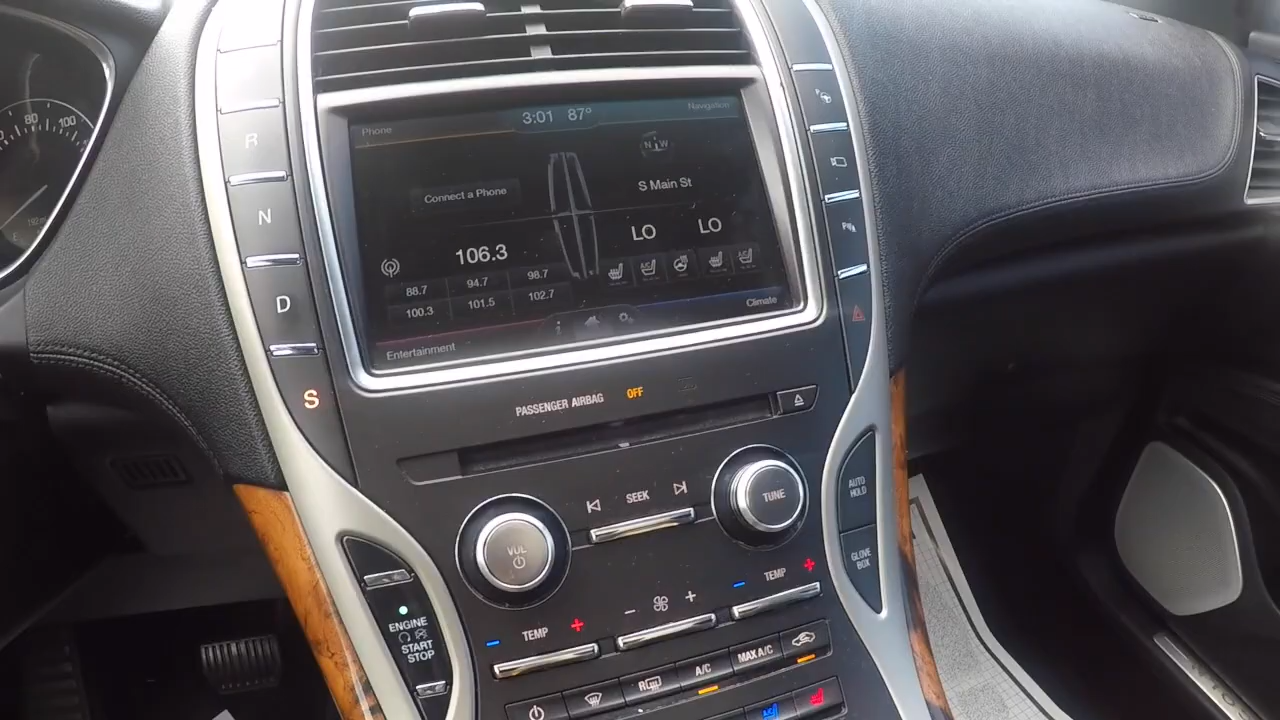 80
100
R
N
D
S
Phone
3:01 87°
Navigation
N W
Connect a Phone
S Main St
LO LO
106.3
88.7 94.7 98.7
100.3 101.5 102.7
A/C A/C
Climate
Entertainment
PASSENGER AIRBAG OFF
SEEK
TUNE
VOL
AUTO
HOLD
GLOVE
BOX
TEMP
- +
TEMP
ENGINE
START
STOP
R
A/C
MAX A/C